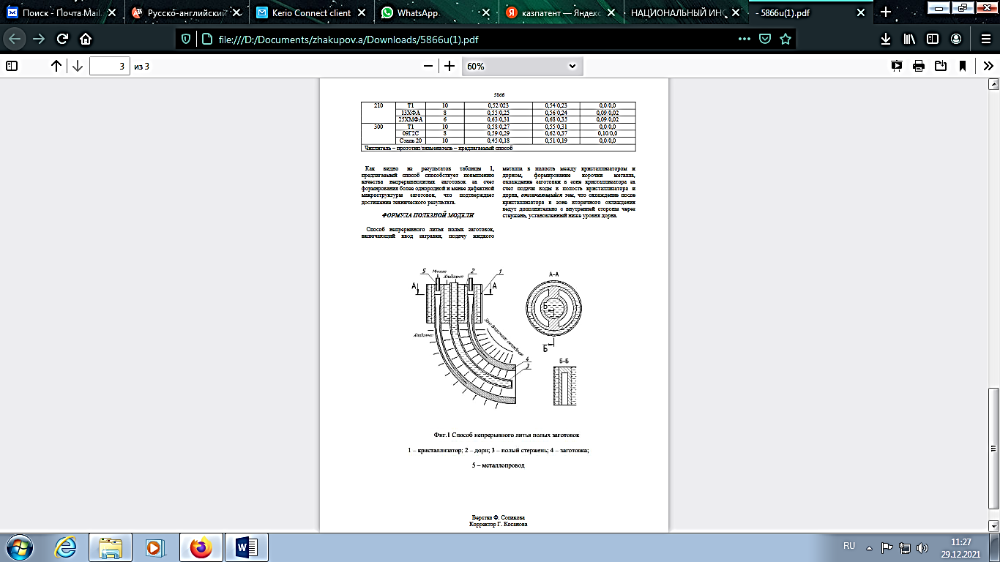 Поиск - Почта Mail.
Русско-английский
Kerio Connect client
WhatsApp
казпатент — Яндекс
НАЦИОНАЛЬНЫЙ ИНС
- 5866u(1).pdf
file:///D:/Documents/zhakupov.a/Downloads/5866u(1).pdf
3 из 3
60%
5866
210 Т1 10 0,52/023 0,54/0,23 0,0/0,0
13ХФА 8 0,55/0,25 0,56/0,24 0,09/0,02
25ХМФА 6 0,63/0,31 0,68/0,35 0,09/0,02
300 Т1 10 0,58/0,27 0,55/0,31 0,0/0,0
09Г2С 8 0,59/0,29 0,62/0,37 0,10/0,0
Сталь 20 10 0,45/0,18 0,51/0,19 0,0/0,0
Числитель – прототип/знаменатель – предлагаемый способ
Как видно из результатов таблицы 1,
предлагаемый способ способствует повышению
качества непрерывнолитых заготовок за счет
формирования более однородной и менее дефектной
макроструктуры заготовок, что подтверждает
достижение технического результата.
ФОРМУЛА ПОЛЕЗНОЙ МОДЕЛИ
Способ непрерывного литья полых заготовок,
включающий ввод затравки, подачу жидкого
металла в полость между кристаллизатором и
дорном, формирование корочки металла,
охлаждение заготовки в зоне кристаллизатора за
счет подачи воды в полость кристаллизатора и
дорна, отличающийся тем, что охлаждение после
кристаллизатора в зоне вторичного охлаждения
ведут дополнительно с внутренней стороны через
стержень, установленный ниже уровня дорна.
5 2 1
А А
А-А
Б
Б
Зона вторичного охлаждения
4
3
Б-Б
Фиг.1 Способ непрерывного литья полых заготовок
1 – кристаллизатор; 2 – дорн; 3 – полый стержень; 4 – заготовка;
5 – металлопровод
Верстка Ф. Сопакова
Корректор Г. Косанова
RU
11:27
29.12.2021